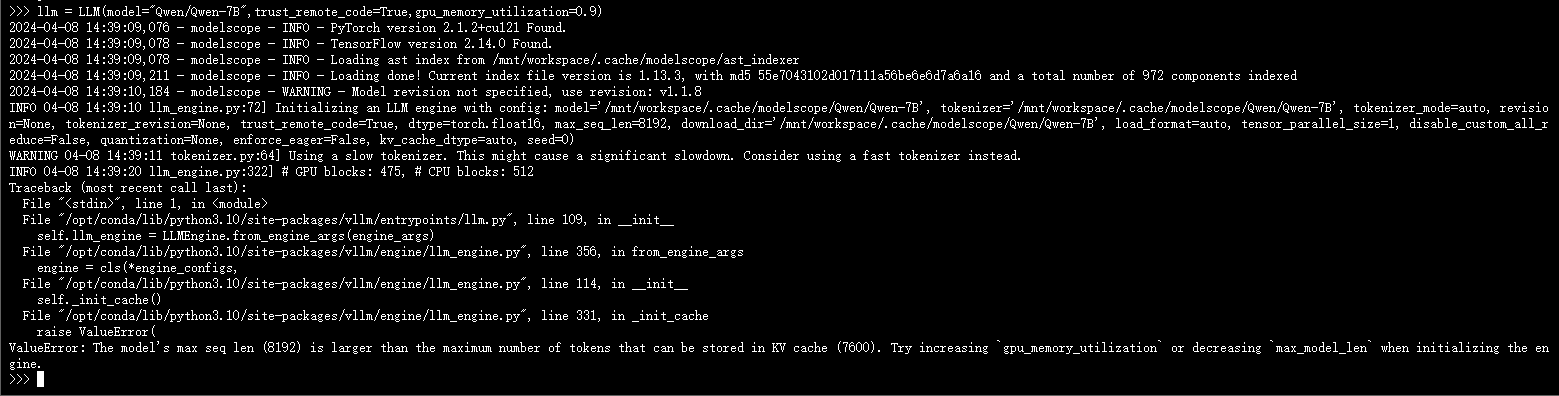 >>> llm = LLM(model="Qwen/Qwen-7B",trust_remote_code=True,gpu_memory_utilization=0.9)
2024-04-08 14:39:09,076 - modelscope - INFO - PyTorch version 2.1.2+cu121 Found.
2024-04-08 14:39:09,078 - modelscope - INFO - TensorFlow version 2.14.0 Found.
2024-04-08 14:39:09,078 - modelscope - INFO - Loading ast index from /mnt/workspace/.cache/modelscope/ast_indexer
2024-04-08 14:39:09,211 - modelscope - INFO - Loading done! Current index file version is 1.13.3, with md5 55e7043102d017111a56be6e6d7a6a16 and a total number of 972 components indexed
2024-04-08 14:39:10,184 - modelscope - WARNING - Model revision not specified, use revision: v1.1.8
INFO 04-08 14:39:10 llm_engine.py:72] Initializing an LLM engine with config: model='/mnt/workspace/.cache/modelscope/Qwen/Qwen-7B', tokenizer='/mnt/workspace/.cache/modelscope/Qwen/Qwen-7B', tokenizer_mode=auto, revisio
n=None, tokenizer_revision=None, trust_remote_code=True, dtype=torch.float16, max_seq_len=8192, download_dir='/mnt/workspace/.cache/modelscope/Qwen/Qwen-7B', load_format=auto, tensor_parallel_size=1, disable_custom_all_r
educe=False, quantization=None, enforce_eager=False, kv_cache_dtype=auto, seed=0)
WARNING 04-08 14:39:11 tokenizer.py:64] Using a slow tokenizer. This might cause a significant slowdown. Consider using a fast tokenizer instead.
INFO 04-08 14:39:20 llm_engine.py:322] # GPU blocks: 475, # CPU blocks: 512
Traceback (most recent call last):
  File "<stdin>", line 1, in <module>
  File "/opt/conda/lib/python3.10/site-packages/vllm/entrypoints/llm.py", line 109, in __init__
    self.llm_engine = LLMEngine.from_engine_args(engine_args)
  File "/opt/conda/lib/python3.10/site-packages/vllm/engine/llm_engine.py", line 356, in from_engine_args
    engine = cls(*engine_configs,
  File "/opt/conda/lib/python3.10/site-packages/vllm/engine/llm_engine.py", line 114, in __init__
    self._init_cache()
  File "/opt/conda/lib/python3.10/site-packages/vllm/engine/llm_engine.py", line 331, in _init_cache
    raise ValueError(
ValueError: The model's max seq len (8192) is larger than the maximum number of tokens that can be stored in KV cache (7600). Try increasing `gpu_memory_utilization` or decreasing `max_model_len` when initializing the en
gine.
>>>